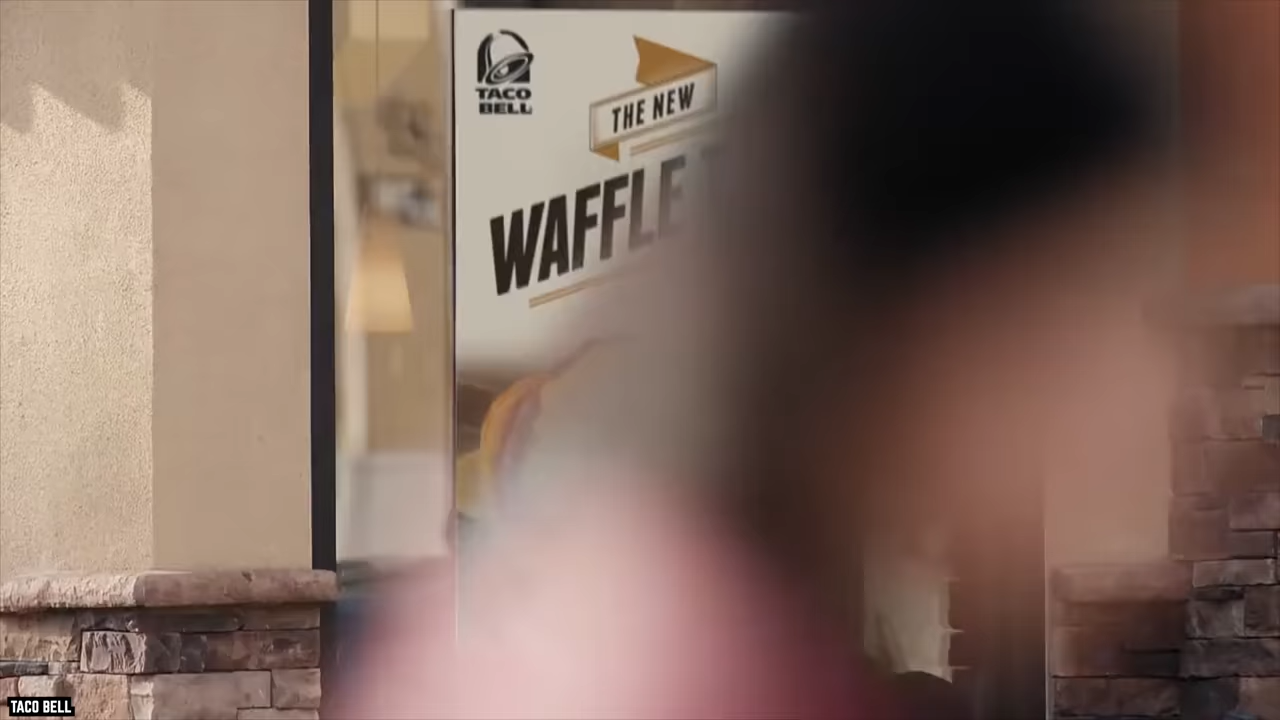 TACO
BELL
THE NEW
WAFFLE
TACO BELL